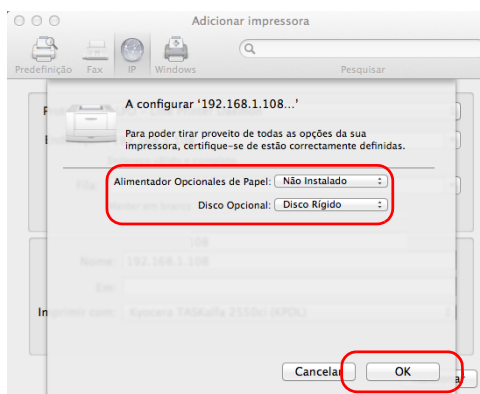 Adicionar impressora
Predefinição Fax IP Windows Pesquisar
A configurar ‘192.168.1.108...’
Para poder tirar proveito de todas as opções da sua
impressora, certifique-se de estão correctamente definidas.
Alimentador Opcionales de Papel: Não Instalado
Disco Opcional: Disco Rígido
108
Nome: 192.168.1.108
Em:
Imprimir com: Kyocera TASKalfa 2550ci (KPDL)
Cancelar OK